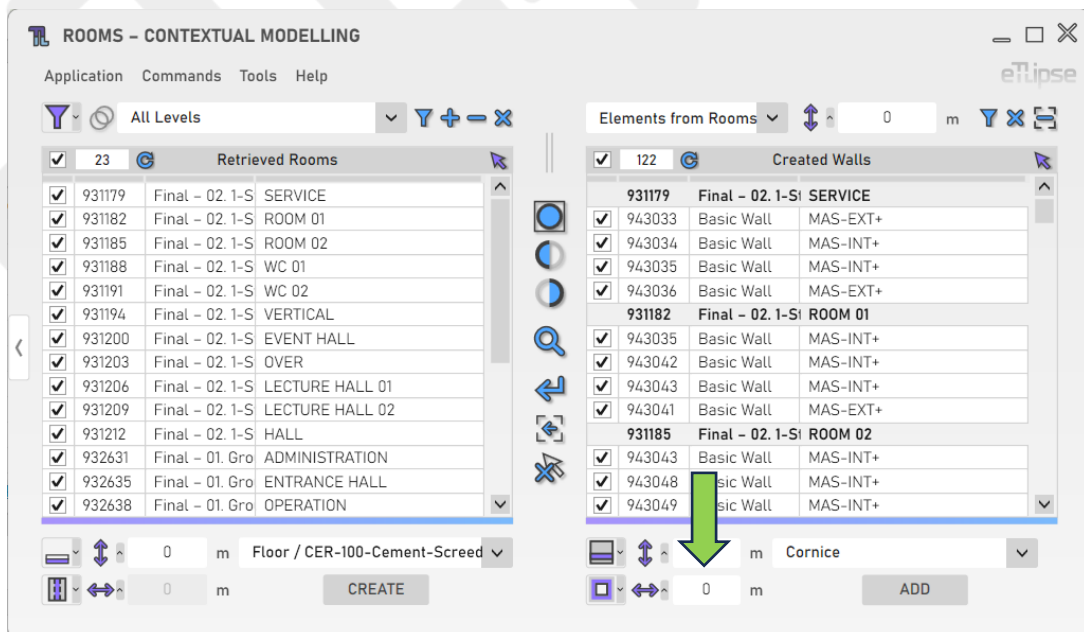 ROOMS – CONTEXTUAL MODELLING
Application Commands Tools Help
eTLipse
All Levels
Elements from Rooms 0 m
23 Retrieved Rooms
931179 Final – 02. 1-S SERVICE
931182 Final – 02. 1-S ROOM 01
931185 Final – 02. 1-S ROOM 02
931188 Final – 02. 1-S WC 01
931191 Final – 02. 1-S WC 02
931194 Final – 02. 1-S VERTICAL
931200 Final – 02. 1-S EVENT HALL
931203 Final – 02. 1-S OVER
931206 Final – 02. 1-S LECTURE HALL 01
931209 Final – 02. 1-S LECTURE HALL 02
931212 Final – 02. 1-S HALL
932631 Final – 01. Gro ADMINISTRATION
932635 Final – 01. Gro ENTRANCE HALL
932638 Final – 01. Gro OPERATION
0 m Floor / CER-100-Cement-Screed
0 m CREATE
122 Created Walls
931179 Final – 02. 1-St SERVICE
943033 Basic Wall MAS-EXT+
943034 Basic Wall MAS-INT+
943035 Basic Wall MAS-INT+
943036 Basic Wall MAS-EXT+
931182 Final – 02. 1-St ROOM 01
943035 Basic Wall MAS-INT+
943042 Basic Wall MAS-INT+
943043 Basic Wall MAS-INT+
943041 Basic Wall MAS-EXT+
931185 Final – 02. 1-St ROOM 02
943043 Basic Wall MAS-INT+
943048 Wall MAS-INT+
943049 Wall MAS-INT+
m Cornice
0 m ADD